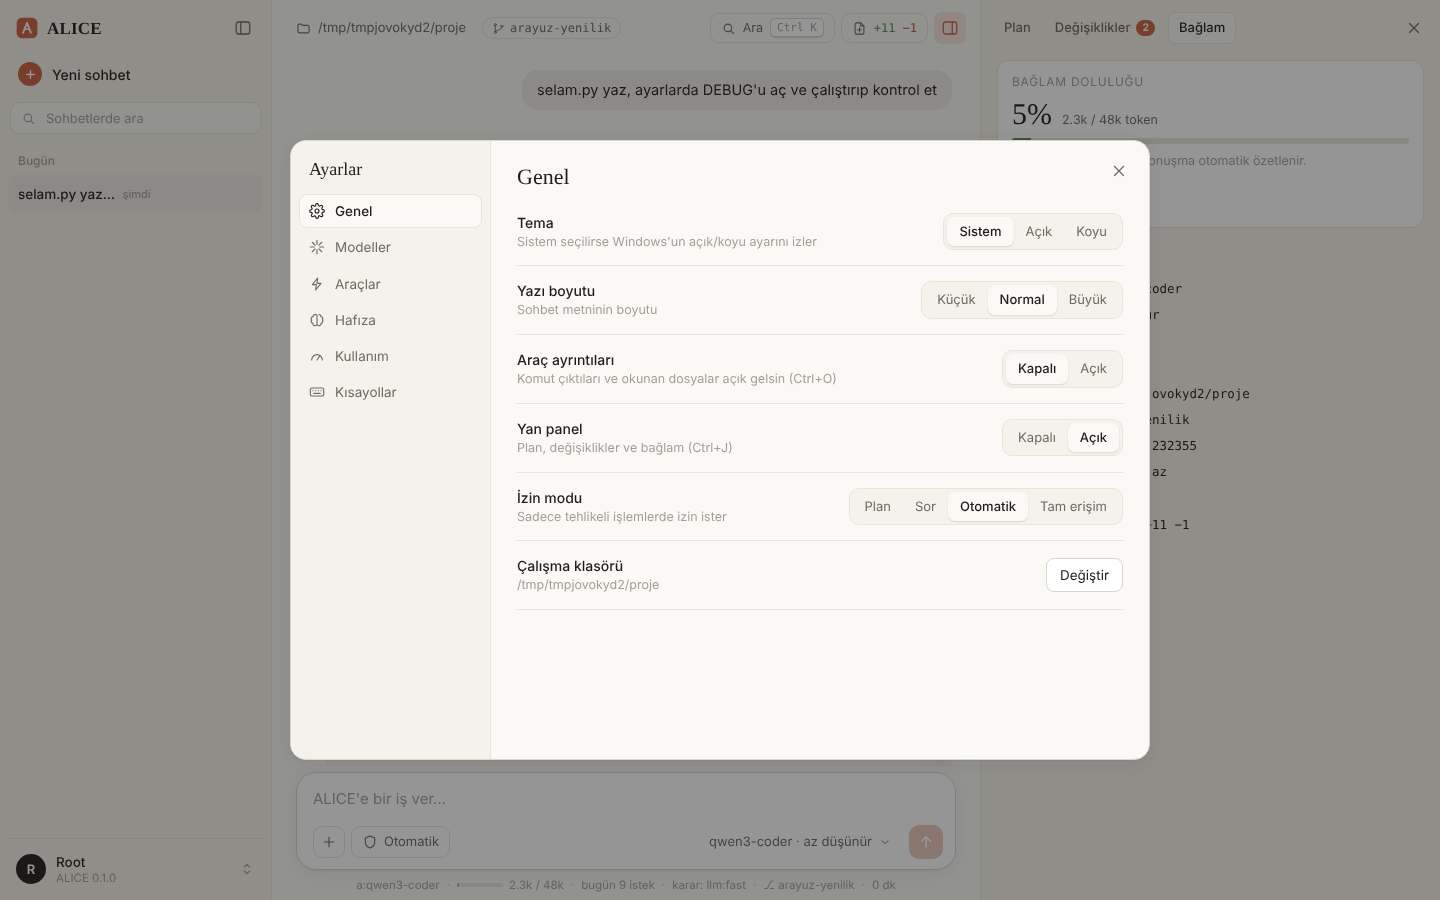 ALICE
Yeni sohbet
Sohbetlerde ara
Bugün
selam.py yaz... şimdi
R Root
ALICE 0.1.0
/tmp/tmpjovokyd2/proje
arayuz-yenilik
Ara Ctrl K
+11 −1
selam.py yaz, ayarlarda DEBUG'u aç ve çalıştırıp kontrol et
Plan
Değişiklikler 2
Bağlam
BAĞLAM DOLULUĞU
5% 2.3k / 48k token
onuşma otomatik özetlenir.
oder
ır
ovokyd2/proje
enilik
232355
az
11 −1
Ayarlar
Genel
Modeller
Araçlar
Hafıza
Kullanım
Kısayollar
Genel
Tema
Sistem seçilirse Windows'un açık/koyu ayarını izler
Sistem Açık Koyu
Yazı boyutu
Sohbet metninin boyutu
Küçük Normal Büyük
Araç ayrıntıları
Komut çıktıları ve okunan dosyalar açık gelsin (Ctrl+O)
Kapalı Açık
Yan panel
Plan, değişiklikler ve bağlam (Ctrl+J)
Kapalı Açık
İzin modu
Sadece tehlikeli işlemlerde izin ister
Plan Sor Otomatik Tam erişim
Çalışma klasörü
/tmp/tmpjovokyd2/proje
Değiştir
ALICE'e bir iş ver...
Otomatik
qwen3-coder · az düşünür
a:qwen3-coder · 2.3k / 48k · bugün 9 istek · karar: llm:fast · ⎇ arayuz-yenilik · 0 dk